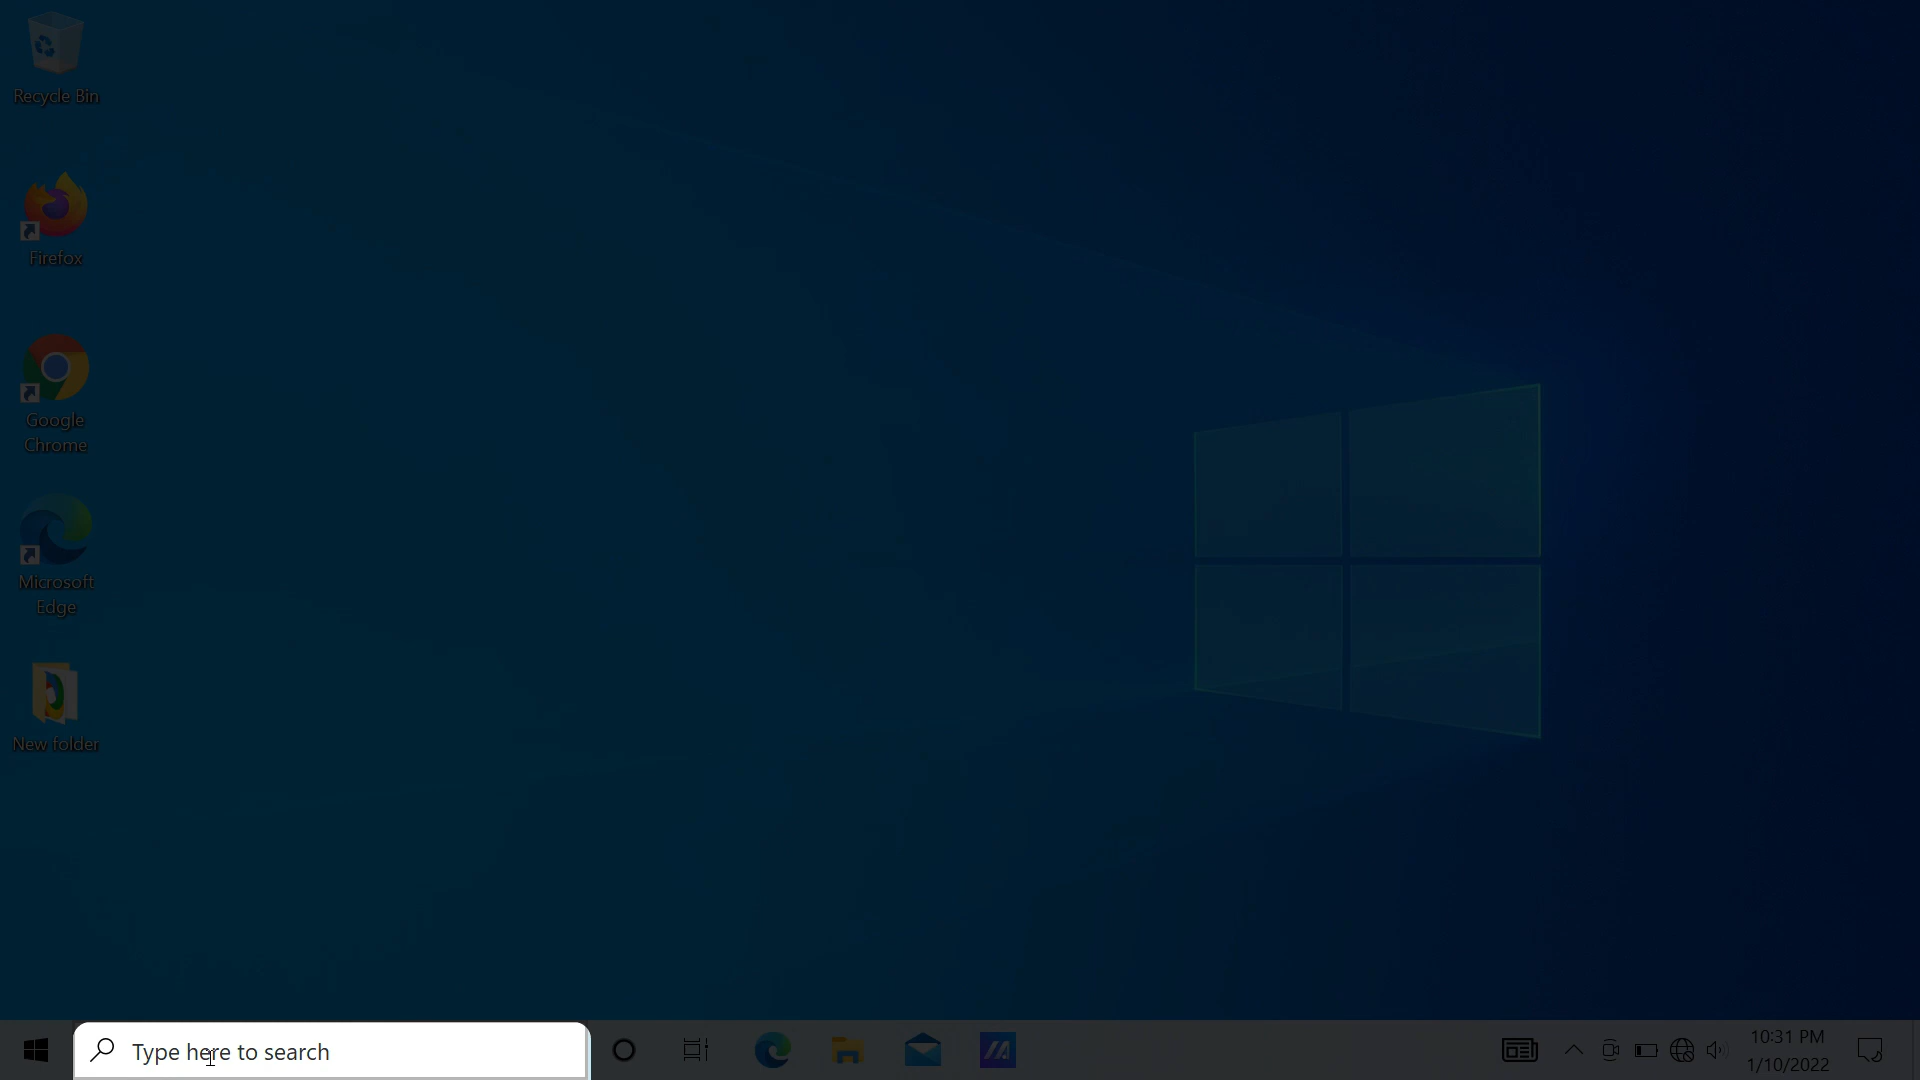 Recycle Bin
Firefox
Google
Chrome
Microsoft
Edge
New folder
Type here to search
10:31 PM
1/10/2022